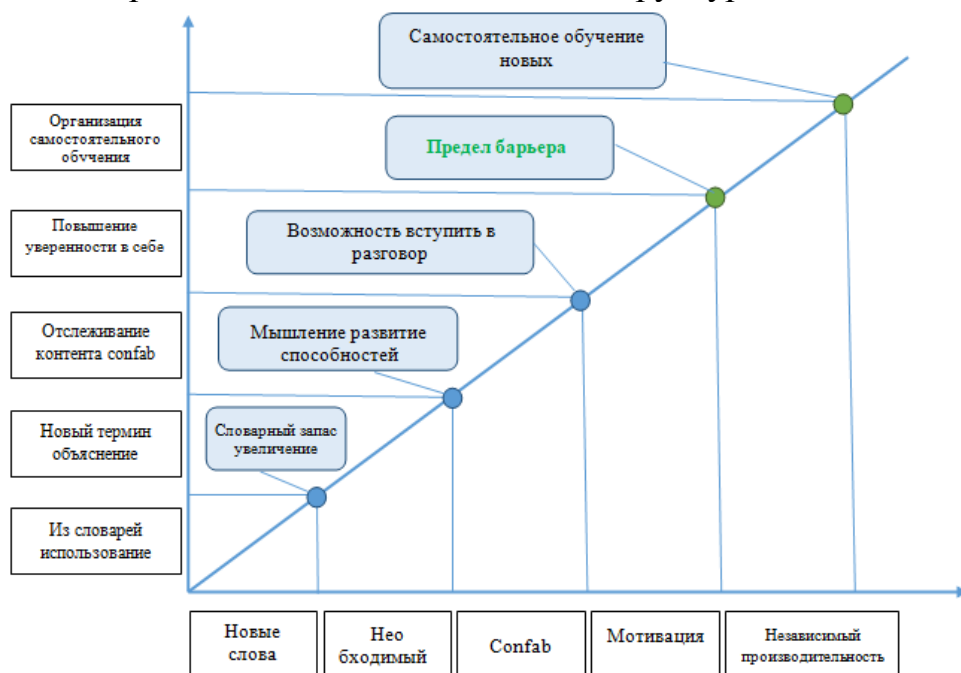 Самостоятельное обучение
новых
Организация
самостоятельного
обучения
Предел барьера
Повышение
уверенности в себе
Возможность вступить в
разговор
Отслеживание
контента confab
Мышление развитие
способностей
Новый термин
объяснение
Словарный запас
увеличение
Из словарей
использование
Новые
слова
Нео
бходимый
Confab
Мотивация
Независимый
производительность